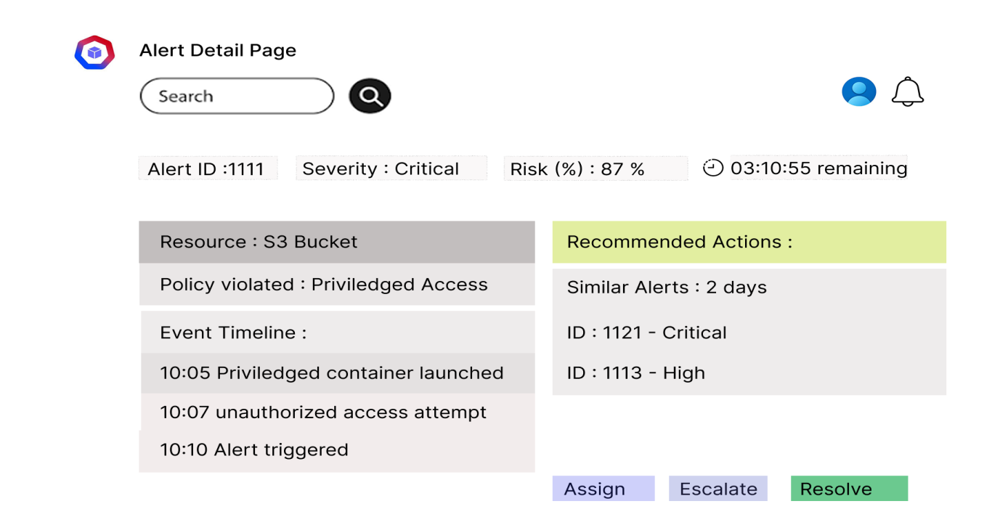 Alert Detail Page
Search
Alert ID :1111
Severity : Critical
Risk (%) : 87 %
03:10:55 remaining
Resource : S3 Bucket
Policy violated : Priviledged Access
Event Timeline :
10:05 Priviledged container launched
10:07 unauthorized access attempt
10:10 Alert triggered
Recommended Actions :
Similar Alerts : 2 days
ID : 1121 - Critical
ID : 1113 - High
Assign
Escalate
Resolve